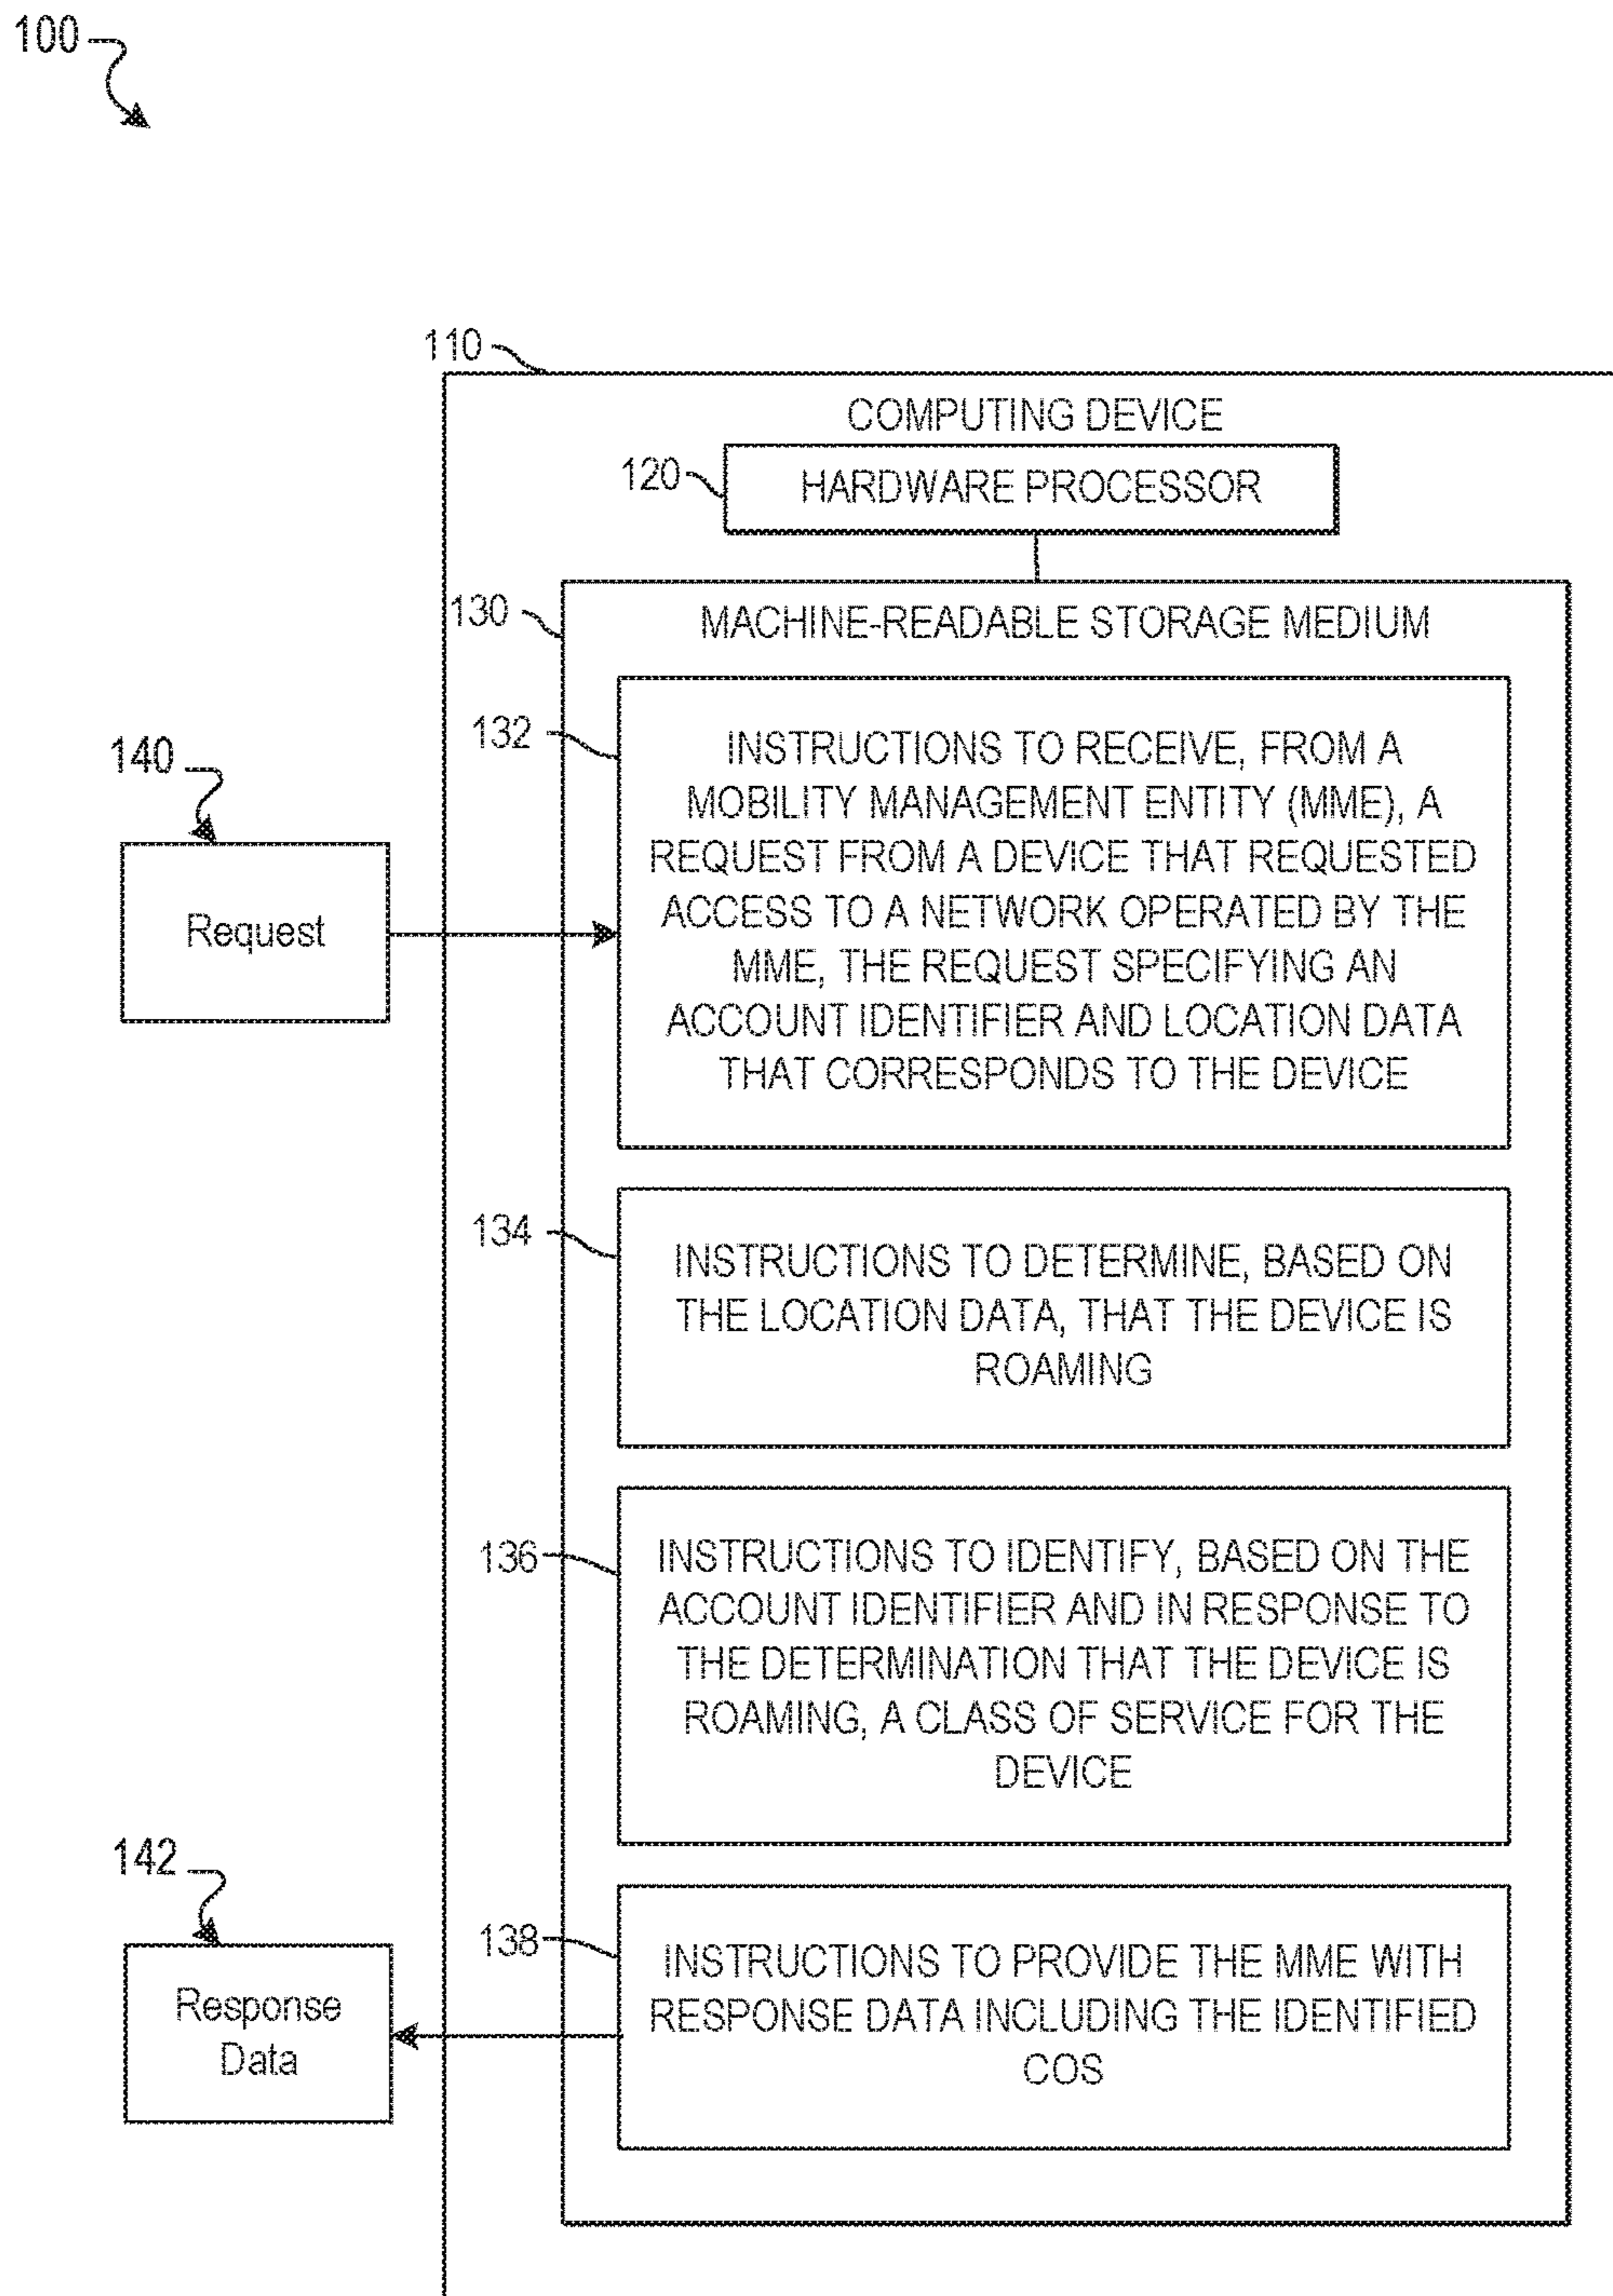 100
110
COMPUTING DEVICE
120
HARDWARE PROCESSOR
130
MACHINE-READABLE STORAGE MEDIUM
132
INSTRUCTIONS TO RECEIVE, FROM A
MOBILITY MANAGEMENT ENTITY (MME), A
REQUEST FROM A DEVICE THAT REQUESTED
ACCESS TO A NETWORK OPERATED BY THE
MME, THE REQUEST SPECIFYING AN
ACCOUNT IDENTIFIER AND LOCATION DATA
THAT CORRESPONDS TO THE DEVICE
140
Request
134
INSTRUCTIONS TO DETERMINE, BASED ON
THE LOCATION DATA, THAT THE DEVICE IS
ROAMING
136
INSTRUCTIONS TO IDENTIFY, BASED ON THE
ACCOUNT IDENTIFIER AND IN RESPONSE TO
THE DETERMINATION THAT THE DEVICE IS
ROAMING, A CLASS OF SERVICE FOR THE
DEVICE
138
INSTRUCTIONS TO PROVIDE THE MME WITH
RESPONSE DATA INCLUDING THE IDENTIFIED
COS
142
Response
Data